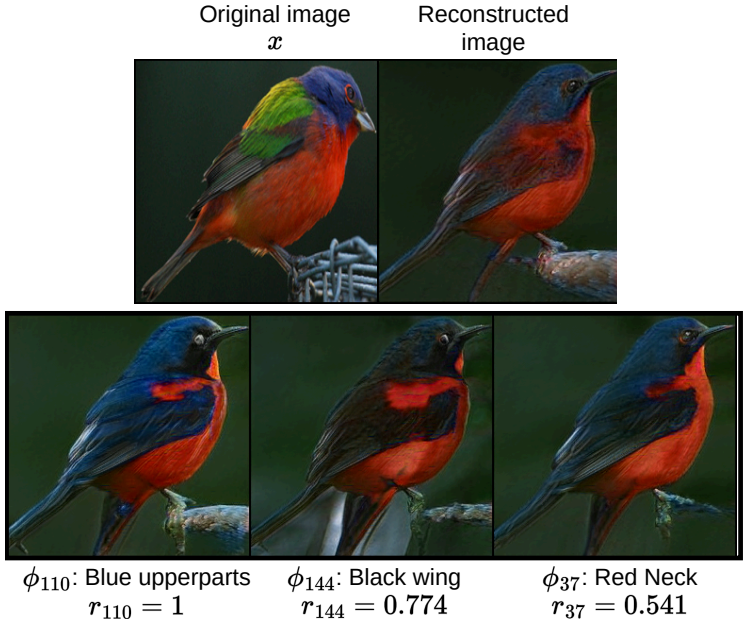 Original image
x
Reconstructed
image
ϕ₁₁₀: Blue upperparts
r₁₁₀ = 1
ϕ₁₄₄: Black wing
r₁₄₄ = 0.774
ϕ₃₇: Red Neck
r₃₇ = 0.541